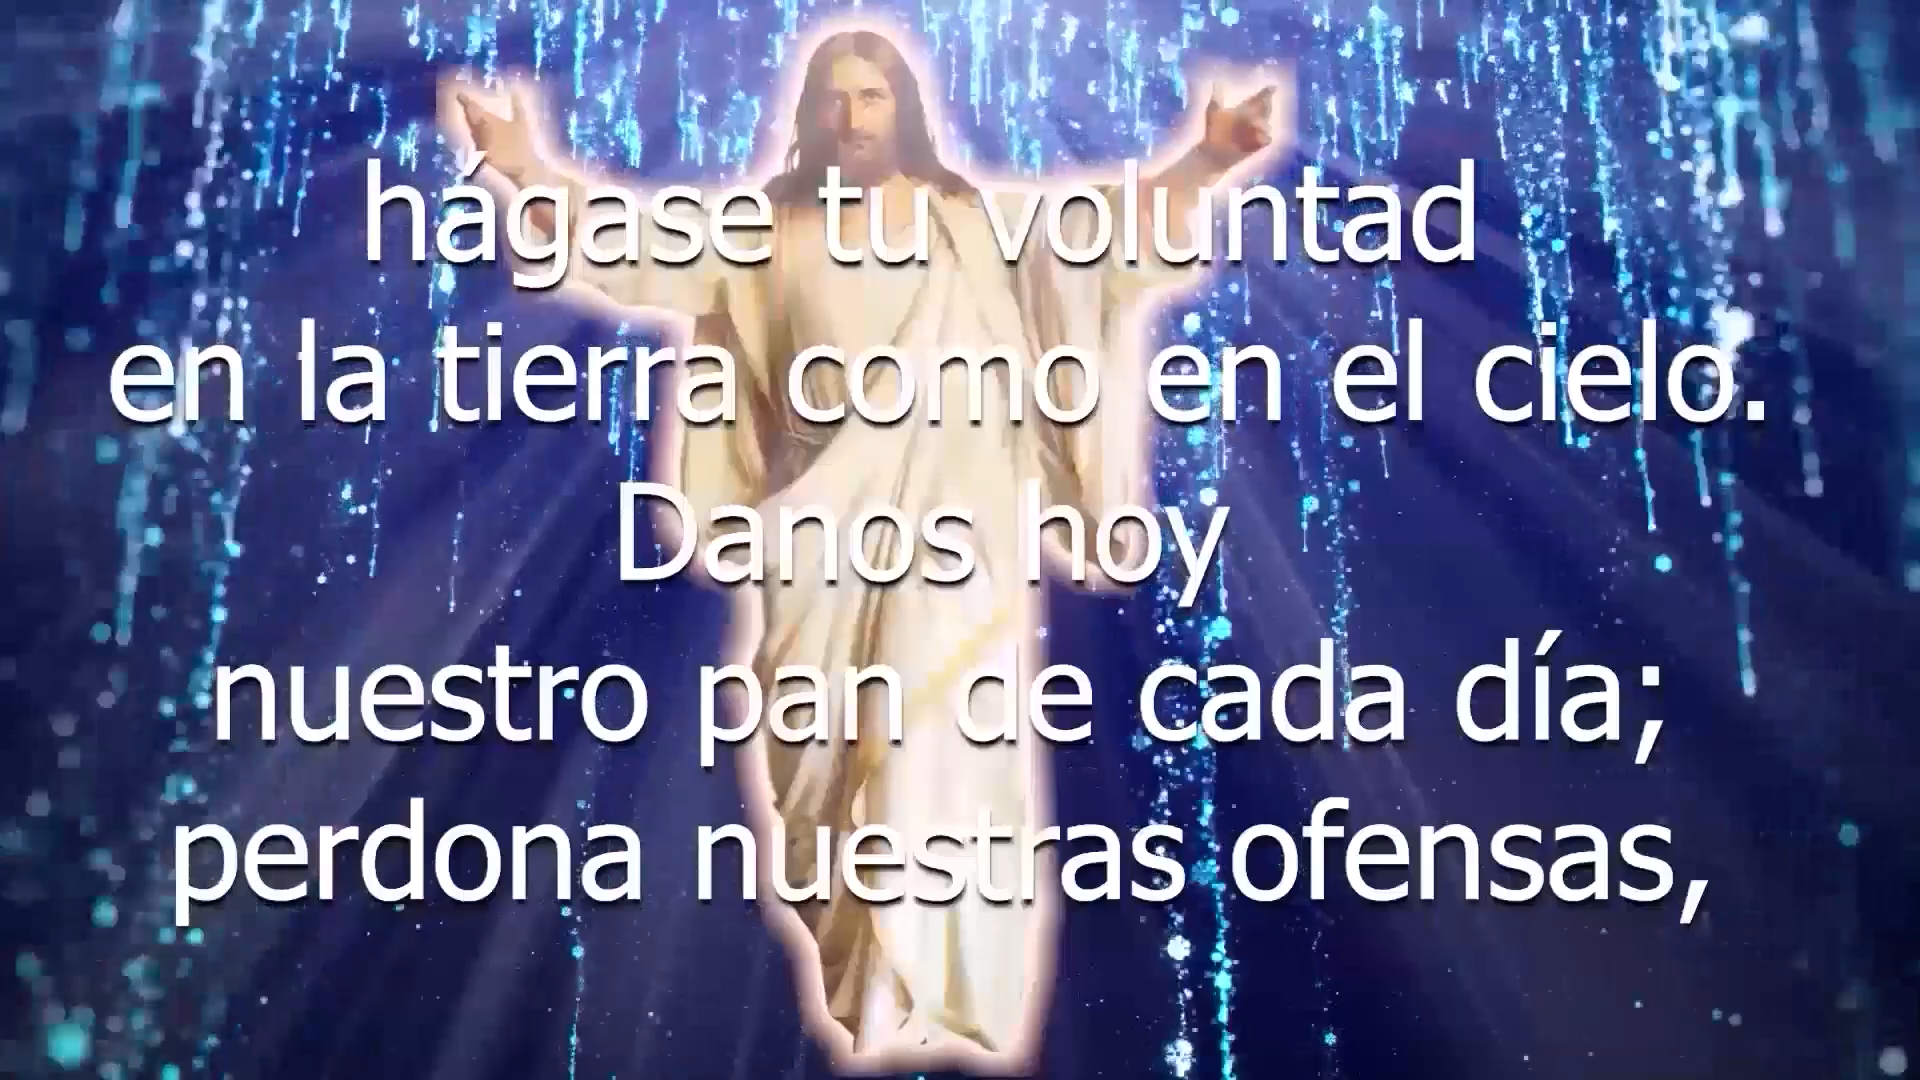 hágase tu voluntad
en la tierra como en el cielo.
Danos hoy
nuestro pan de cada día;
perdona nuestras ofensas,